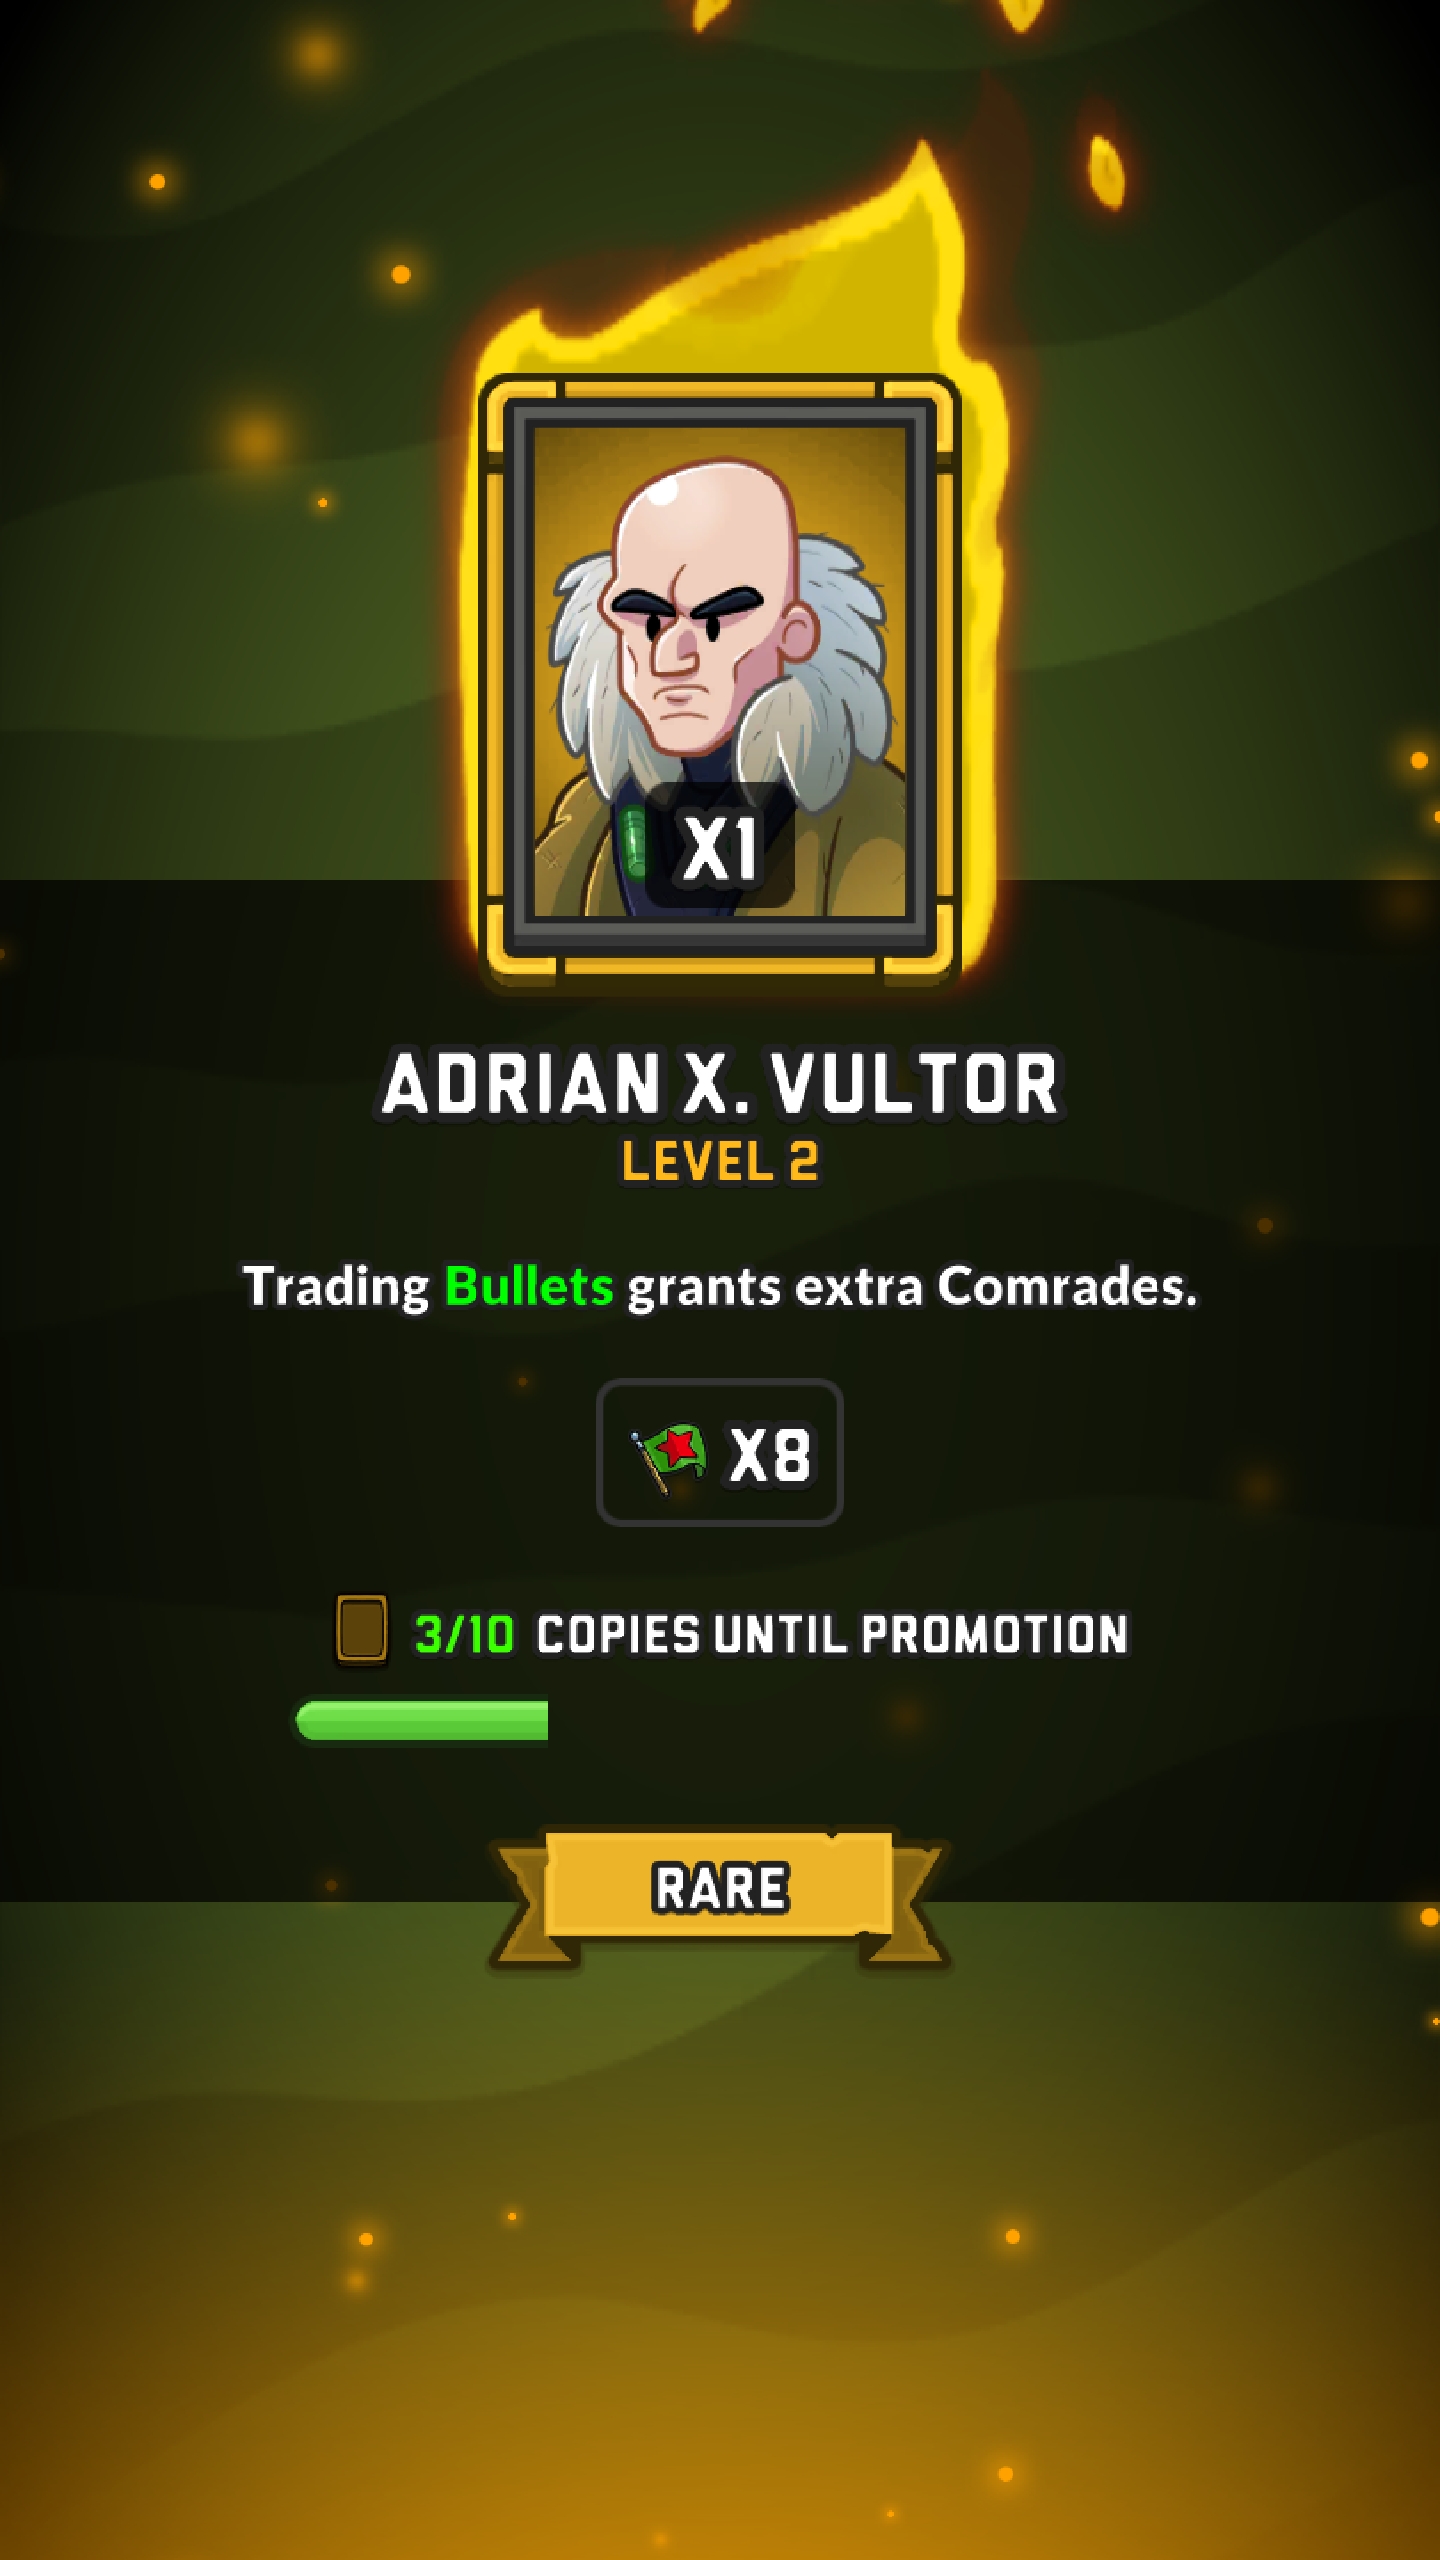 X1
ADRIAN X. VULTOR
LEVEL 2
Trading Bullets grants extra Comrades.
X8
3/10 COPIES UNTIL PROMOTION
RARE